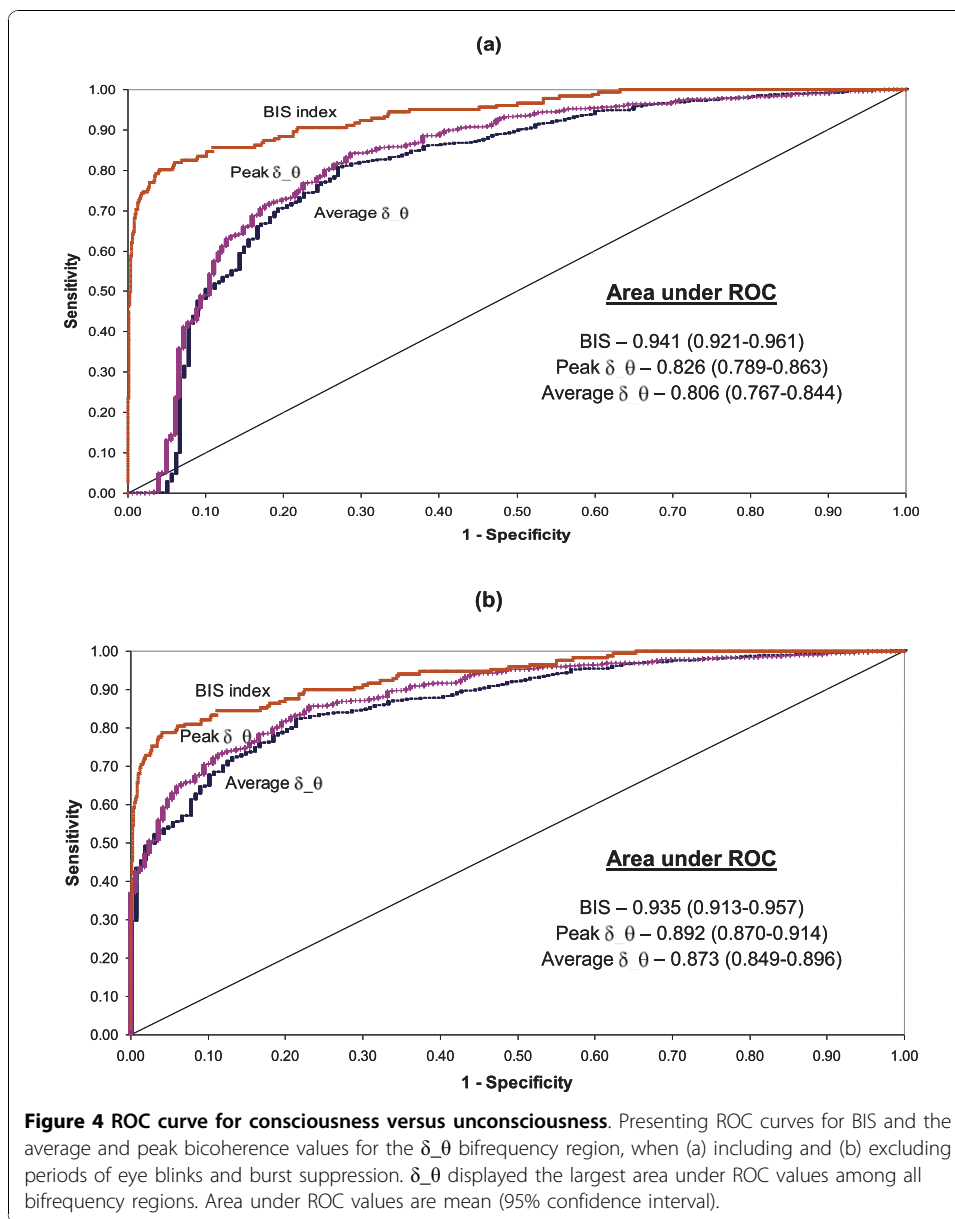 (a)
1.00
0.90
0.80
0.70
0.60
0.50
0.40
0.30
0.20
0.10
0.00
Sensitivity
BIS index
Peak δ_θ
Average δ_θ
Area under ROC
BIS – 0.941 (0.921-0.961)
Peak δ_θ – 0.826 (0.789-0.863)
Average δ_θ – 0.806 (0.767-0.844)
0.00 0.10 0.20 0.30 0.40 0.50 0.60 0.70 0.80 0.90 1.00
1 - Specificity
(b)
1.00
0.90
0.80
0.70
0.60
0.50
0.40
0.30
0.20
0.10
0.00
Sensitivity
BIS index
Peak δ_θ
Average δ_θ
Area under ROC
BIS – 0.935 (0.913-0.957)
Peak δ_θ – 0.892 (0.870-0.914)
Average δ_θ – 0.873 (0.849-0.896)
0.00 0.10 0.20 0.30 0.40 0.50 0.60 0.70 0.80 0.90 1.00
1 - Specificity
Figure 4 ROC curve for consciousness versus unconsciousness. Presenting ROC curves for BIS and the
average and peak bicoherence values for the δ_θ bifrequency region, when (a) including and (b) excluding
periods of eye blinks and burst suppression. δ_θ displayed the largest area under ROC values among all
bifrequency regions. Area under ROC values are mean (95% confidence interval).